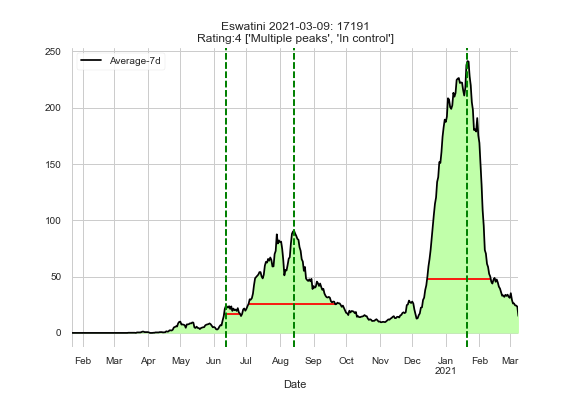 Eswatini 2021-03-09: 17191
Rating:4 ['Multiple peaks', 'In control']
Average-7d
250
200
150
100
50
0
Feb Mar Apr May Jun Jul Aug Sep Oct Nov Dec Jan Feb Mar
2021
Date